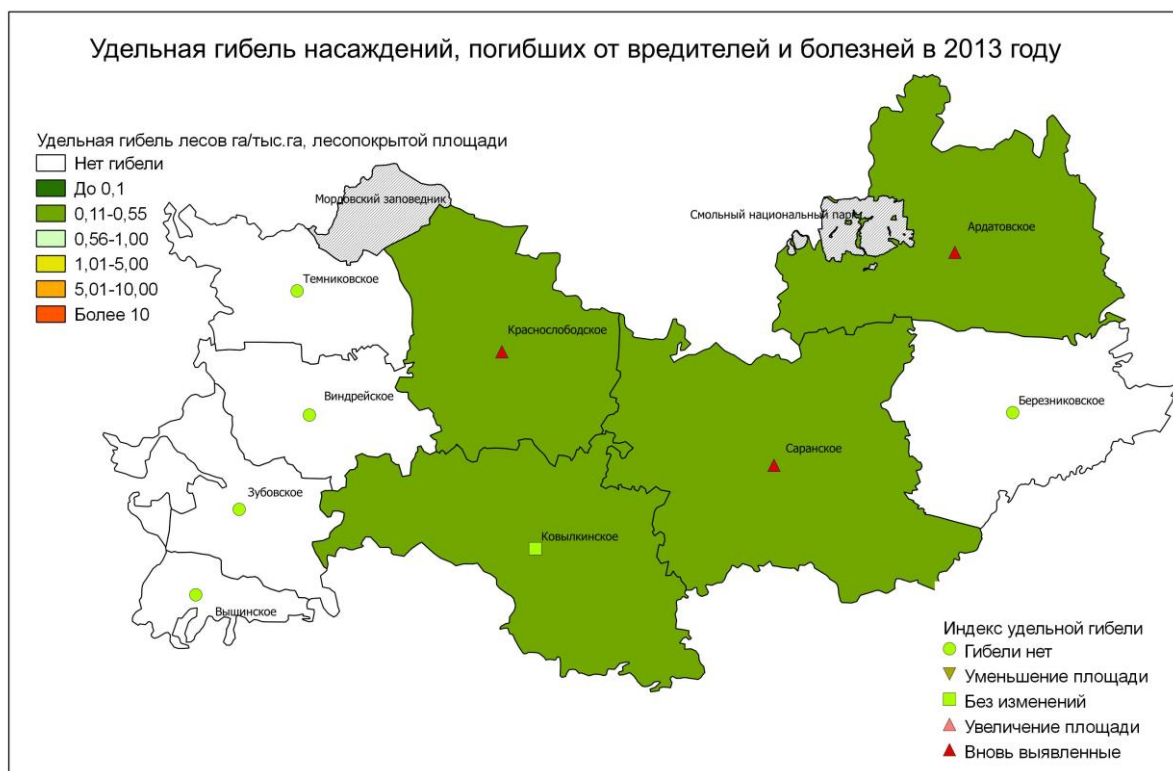 Удельная гибель насаждений, погибших от вредителей и болезней в 2013 году
Удельная гибель лесов га/тыс.га, лесопокрытой площади
Нет гибели
До 0,1
0,11-0,55
0,56-1,00
1,01-5,00
5,01-10,00
Более 10
Мордовский заповедник
Смольный национальный парк
Ардатовское
Темниковское
Краснослободское
Виндрейское
Березниковское
Саранское
Зубовское
Ковылкинское
Вышинское
Индекс удельной гибели
Гибели нет
Уменьшение площади
Без изменений
Увеличение площади
Вновь выявленные